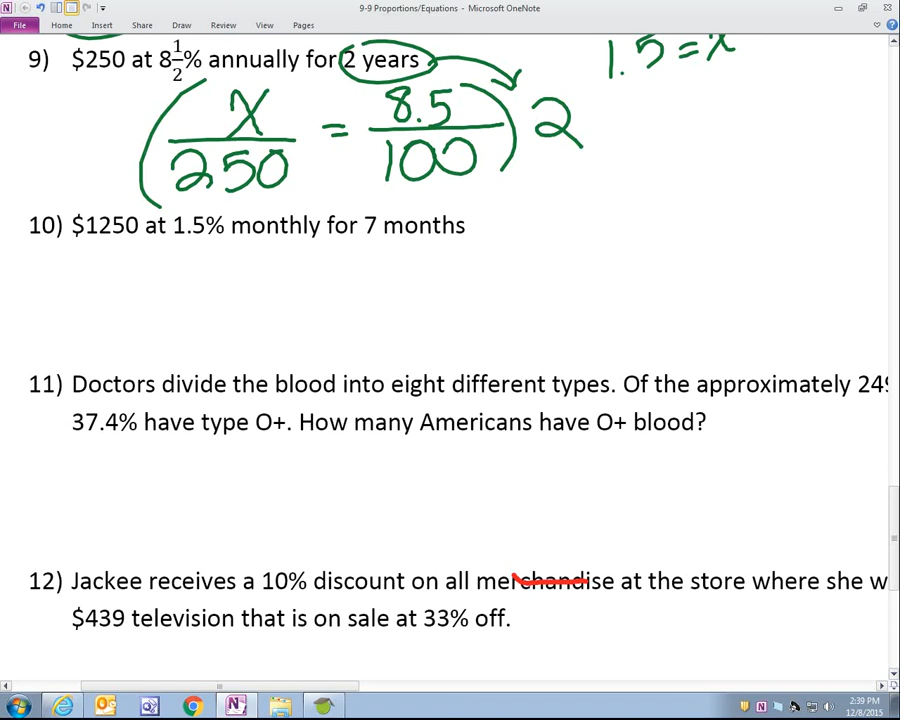 9-9 Proportions/Equations - Microsoft OneNote
File Home Insert Share Draw Review View Pages
1.5 = x
9) $250 at 8 1/2% annually for 2 years
( x/250 = 8.5/100 ) 2
10) $1250 at 1.5% monthly for 7 months
11) Doctors divide the blood into eight different types. Of the approximately 249
37.4% have type O+. How many Americans have O+ blood?
12) Jackee receives a 10% discount on all merchandise at the store where she w
$439 television that is on sale at 33% off.
2:39 PM
12/8/2015